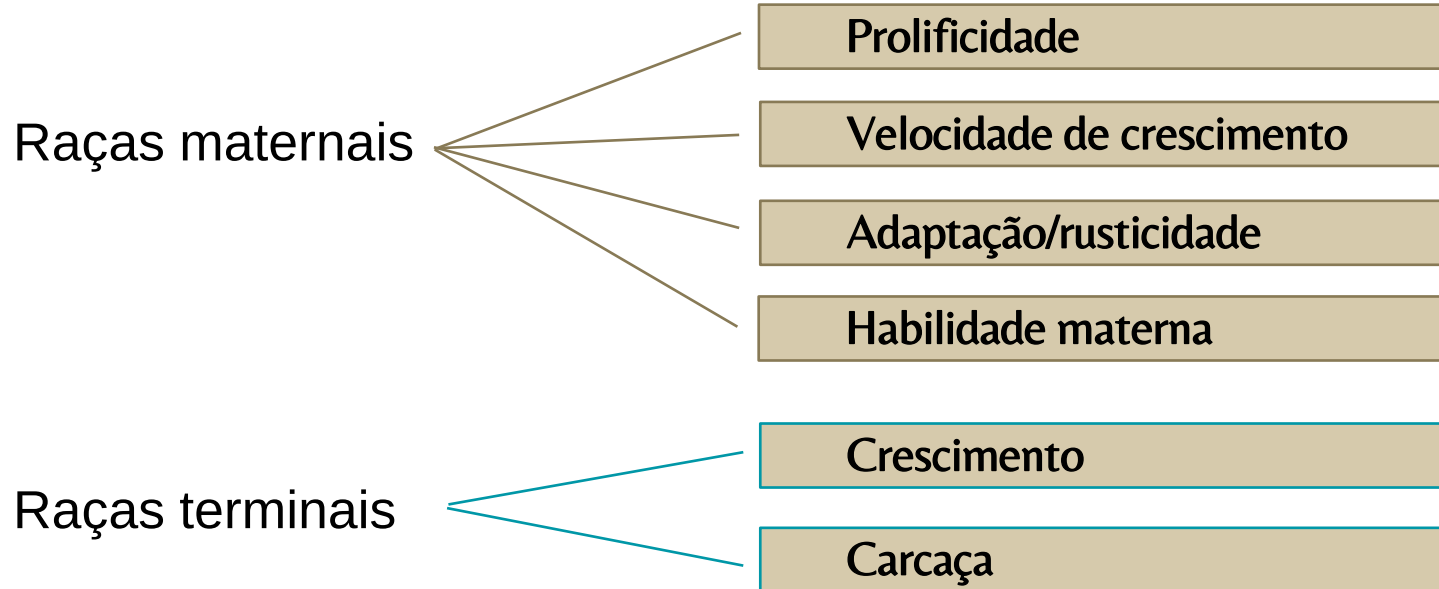 Raças maternais
Prolificidade
Velocidade de crescimento
Adaptação/rusticidade
Habilidade materna
Raças terminais
Crescimento
Carcaça